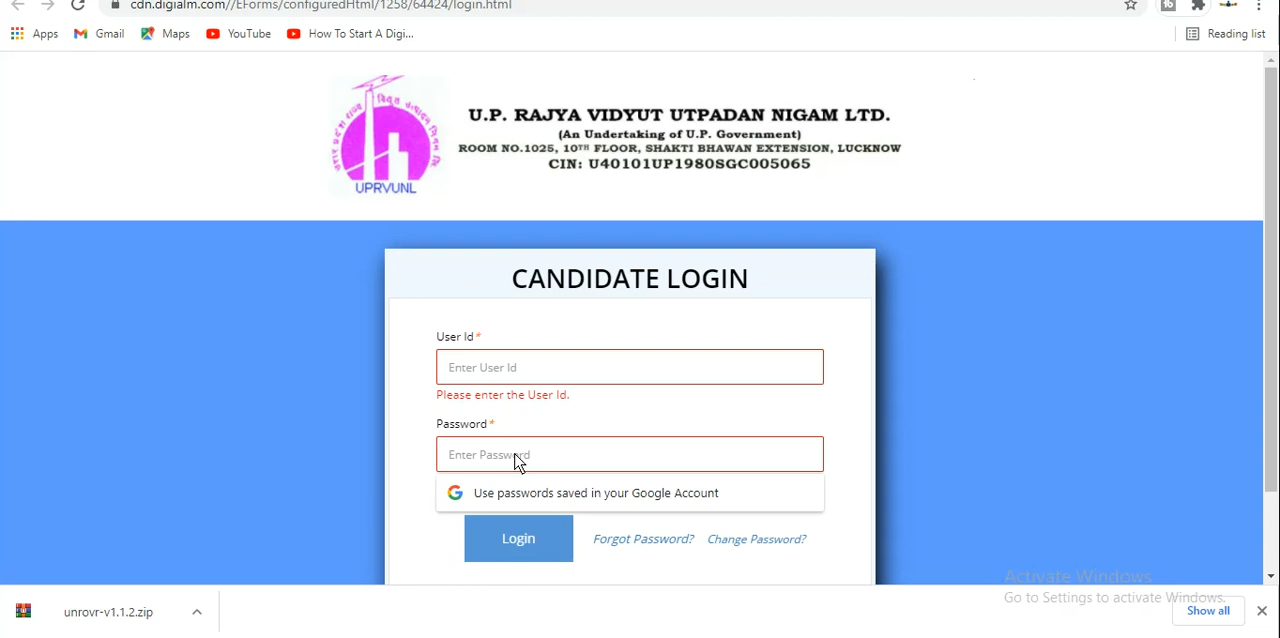 cdn.digialm.com//EForms/configuredHtml/1258/64424/login.html
Apps Gmail Maps YouTube How To Start A Digi... Reading list
U.P. RAJYA VIDYUT UTPADAN NIGAM LTD.
(An Undertaking of U.P. Government)
ROOM NO.1025, 10TH FLOOR, SHAKTI BHAWAN EXTENSION, LUCKNOW
CIN: U40101UP1980SGC005065
UPRVUNL
CANDIDATE LOGIN
User Id*
Enter User Id
Please enter the User Id.
Password*
Enter Password
Use passwords saved in your Google Account
Login Forgot Password? Change Password?
Activate Windows
Go to Settings to activate Windows.
unrovr-v1.1.2.zip Show all